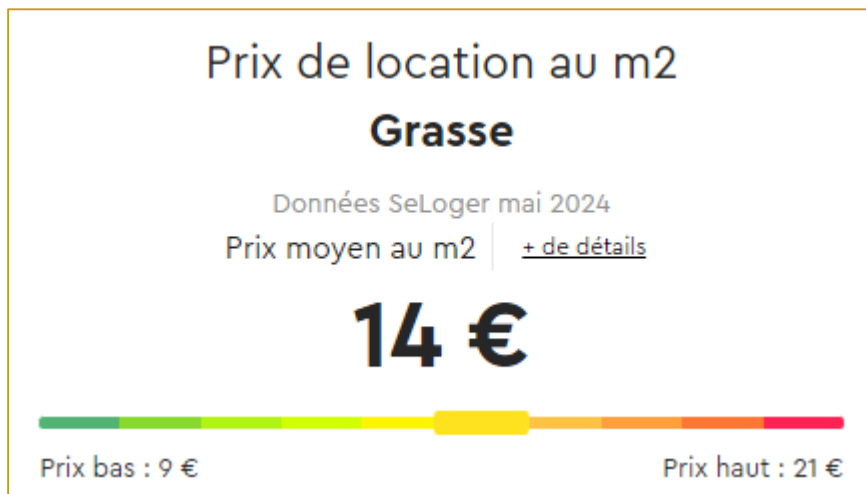 Prix de location au m2
Grasse
Données SeLoger mai 2024
Prix moyen au m2 + de détails
14 €
Prix bas : 9 € Prix haut : 21 €